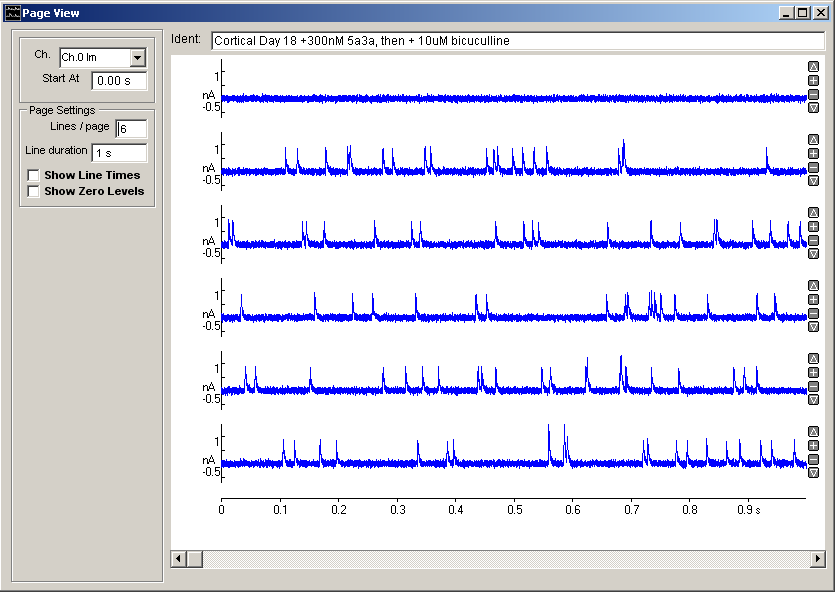 Page View
Ident: Cortical Day 18 +300nM 5a3a, then + 10uM bicuculline
Ch. Ch.0 Im
Start At 0.00 s
Page Settings
Lines / page 6
Line duration 1 s
Show Line Times
Show Zero Levels
1
nA
-0.5
1
nA
-0.5
1
nA
-0.5
1
nA
-0.5
1
nA
-0.5
1
nA
-0.5
0 0.1 0.2 0.3 0.4 0.5 0.6 0.7 0.8 0.9 s